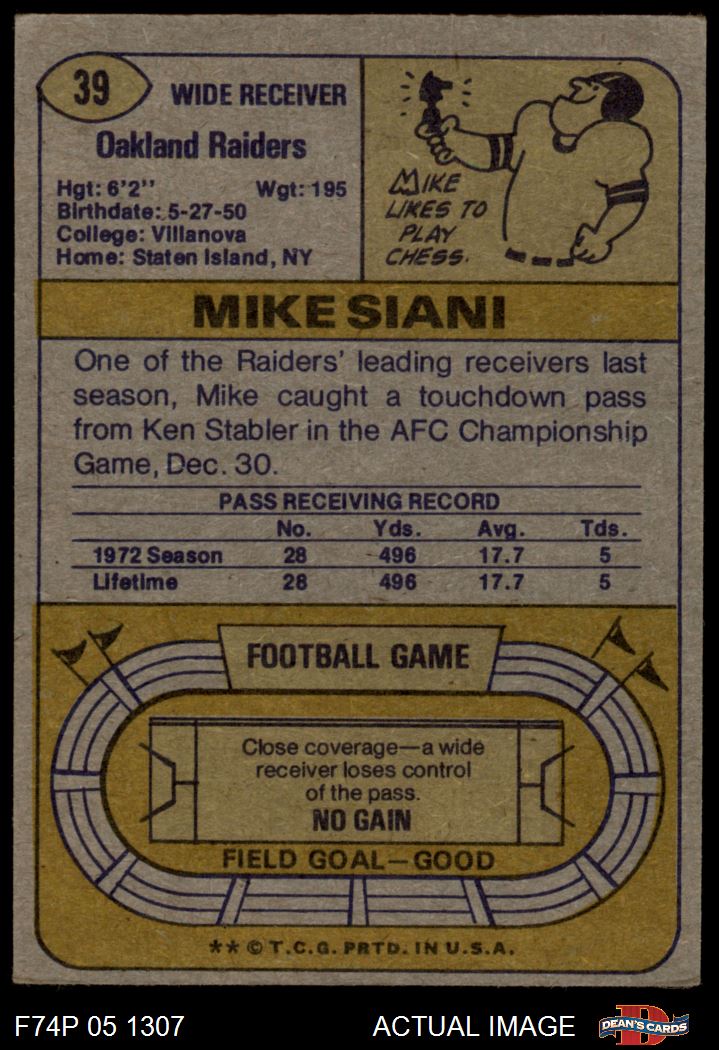 39
WIDE RECEIVER
Oakland Raiders
Hgt: 6'2" Wgt: 195
Birthdate: 5-27-50
College: Villanova
Home: Staten Island, NY
MIKE
LIKES TO
PLAY
CHESS.
MIKE SIANI
One of the Raiders' leading receivers last
season, Mike caught a touchdown pass
from Ken Stabler in the AFC Championship
Game, Dec. 30.
PASS RECEIVING RECORD
No. Yds. Avg. Tds.
1972 Season 28 496 17.7 5
Lifetime 28 496 17.7 5
FOOTBALL GAME
Close coverage—a wide
receiver loses control
of the pass.
NO GAIN
FIELD GOAL—GOOD
** © T.C.G. PRTD. IN U.S.A.
F74P 05 1307 ACTUAL IMAGE
D
DEAN'S CARDS